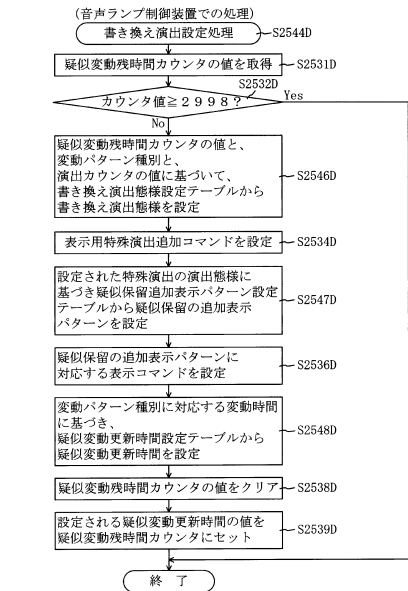 (音声ランプ制御装置での処理)
書き換え演出設定処理
S2544D
疑似変動残時間カウンタの値を取得
S2531D
S2532D
カウンタ値≧2998?
Yes
No
疑似変動残時間カウンタの値と、
変動パターン種別と、
演出カウンタの値に基づいて、
書き換え演出態様設定テーブルから
書き換え演出態様を設定
S2546D
表示用特殊演出追加コマンドを設定
S2534D
設定された特殊演出の演出態様に
基づき疑似保留追加表示パターン設定
テーブルから疑似保留の追加表示
パターンを設定
S2547D
疑似保留の追加表示パターンに
対応する表示コマンドを設定
S2536D
変動パターン種別に対応する変動時間
に基づき、
疑似変動更新時間設定テーブルから
疑似変動更新時間を設定
S2548D
疑似変動残時間カウンタの値をクリア
S2538D
設定される疑似変動更新時間の値を
疑似変動残時間カウンタにセット
S2539D
終 了